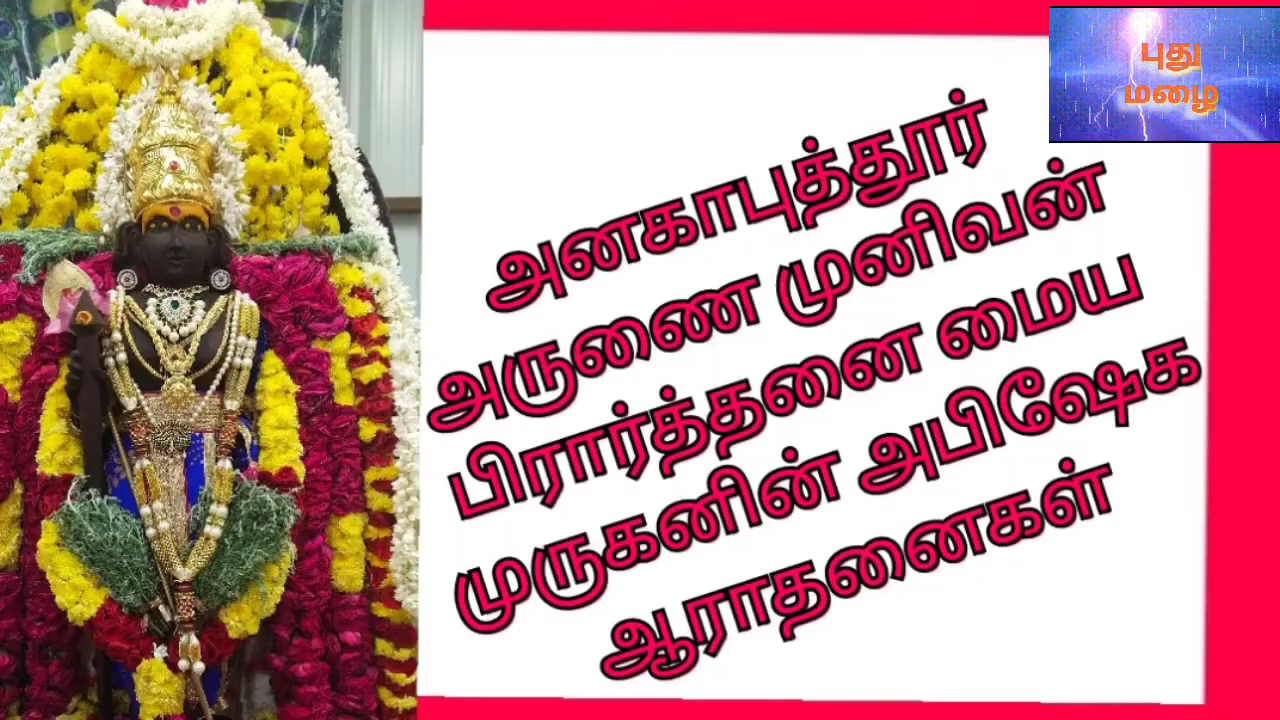 புது
மழை
அனகாபுத்தூர்
அருணை முனிவன்
பிரார்த்தனை மைய
முருகனின் அபிஷேக
ஆராதனைகள்